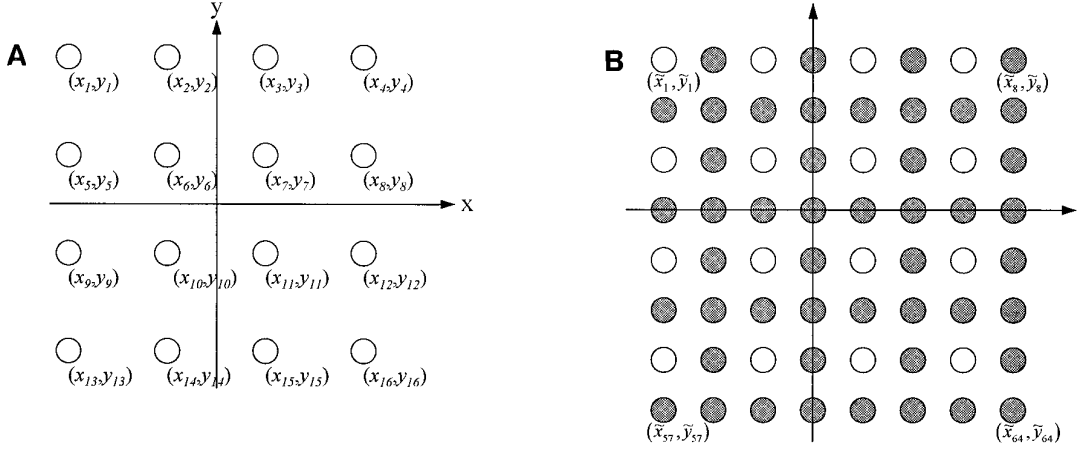 A
y
(x₁,y₁) (x₂,y₂) (x₃,y₃) (x₄,y₄)
(x₅,y₅) (x₆,y₆) (x₇,y₇) (x₈,y₈)
x
(x₉,y₉) (x₁₀,y₁₀) (x₁₁,y₁₁) (x₁₂,y₁₂)
(x₁₃,y₁₃) (x₁₄,y₁₄) (x₁₅,y₁₅) (x₁₆,y₁₆)
B
(x̃₁,ỹ₁) (x̃₈,ỹ₈)
(x̃₅₇,ỹ₅₇) (x̃₆₄,ỹ₆₄)